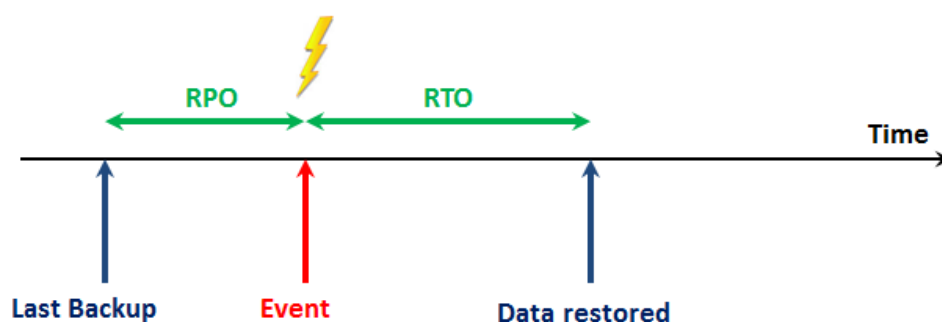 RPO
RTO
Time
Last Backup
Event
Data restored